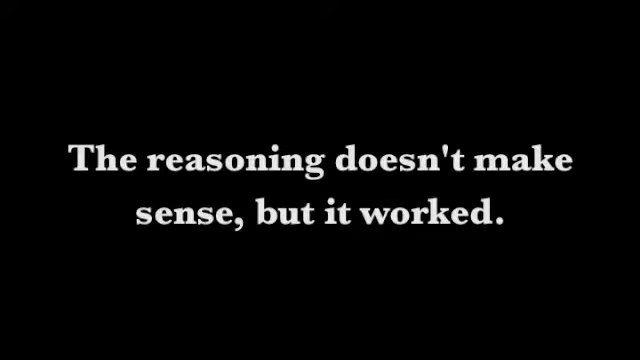 The reasoning doesn't make
sense, but it worked.